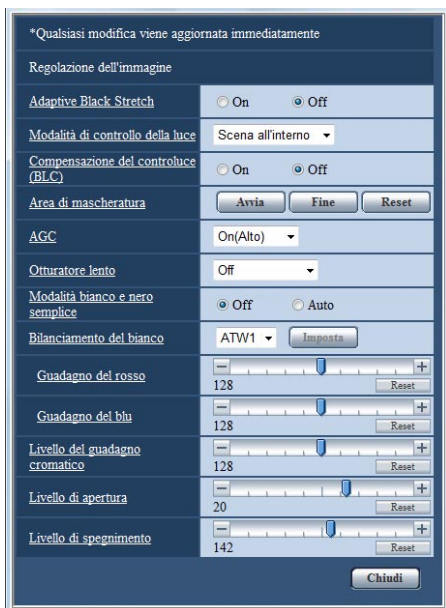 *Qualsiasi modifica viene aggiornata immediatamente
Regolazione dell'immagine
Adaptive Black Stretch On Off
Modalità di controllo della luce Scena all'interno
Compensazione del controluce
(BLC) On Off
Area di mascheratura Avvia Fine Reset
AGC On(Alto)
Otturatore lento Off
Modalità bianco e nero
semplice Off Auto
Bilanciamento del bianco ATW1 Imposta
Guadagno del rosso
128 Reset
Guadagno del blu
128 Reset
Livello del guadagno
cromatico
128 Reset
Livello di apertura
20 Reset
Livello di spegnimento
142 Reset
Chiudi